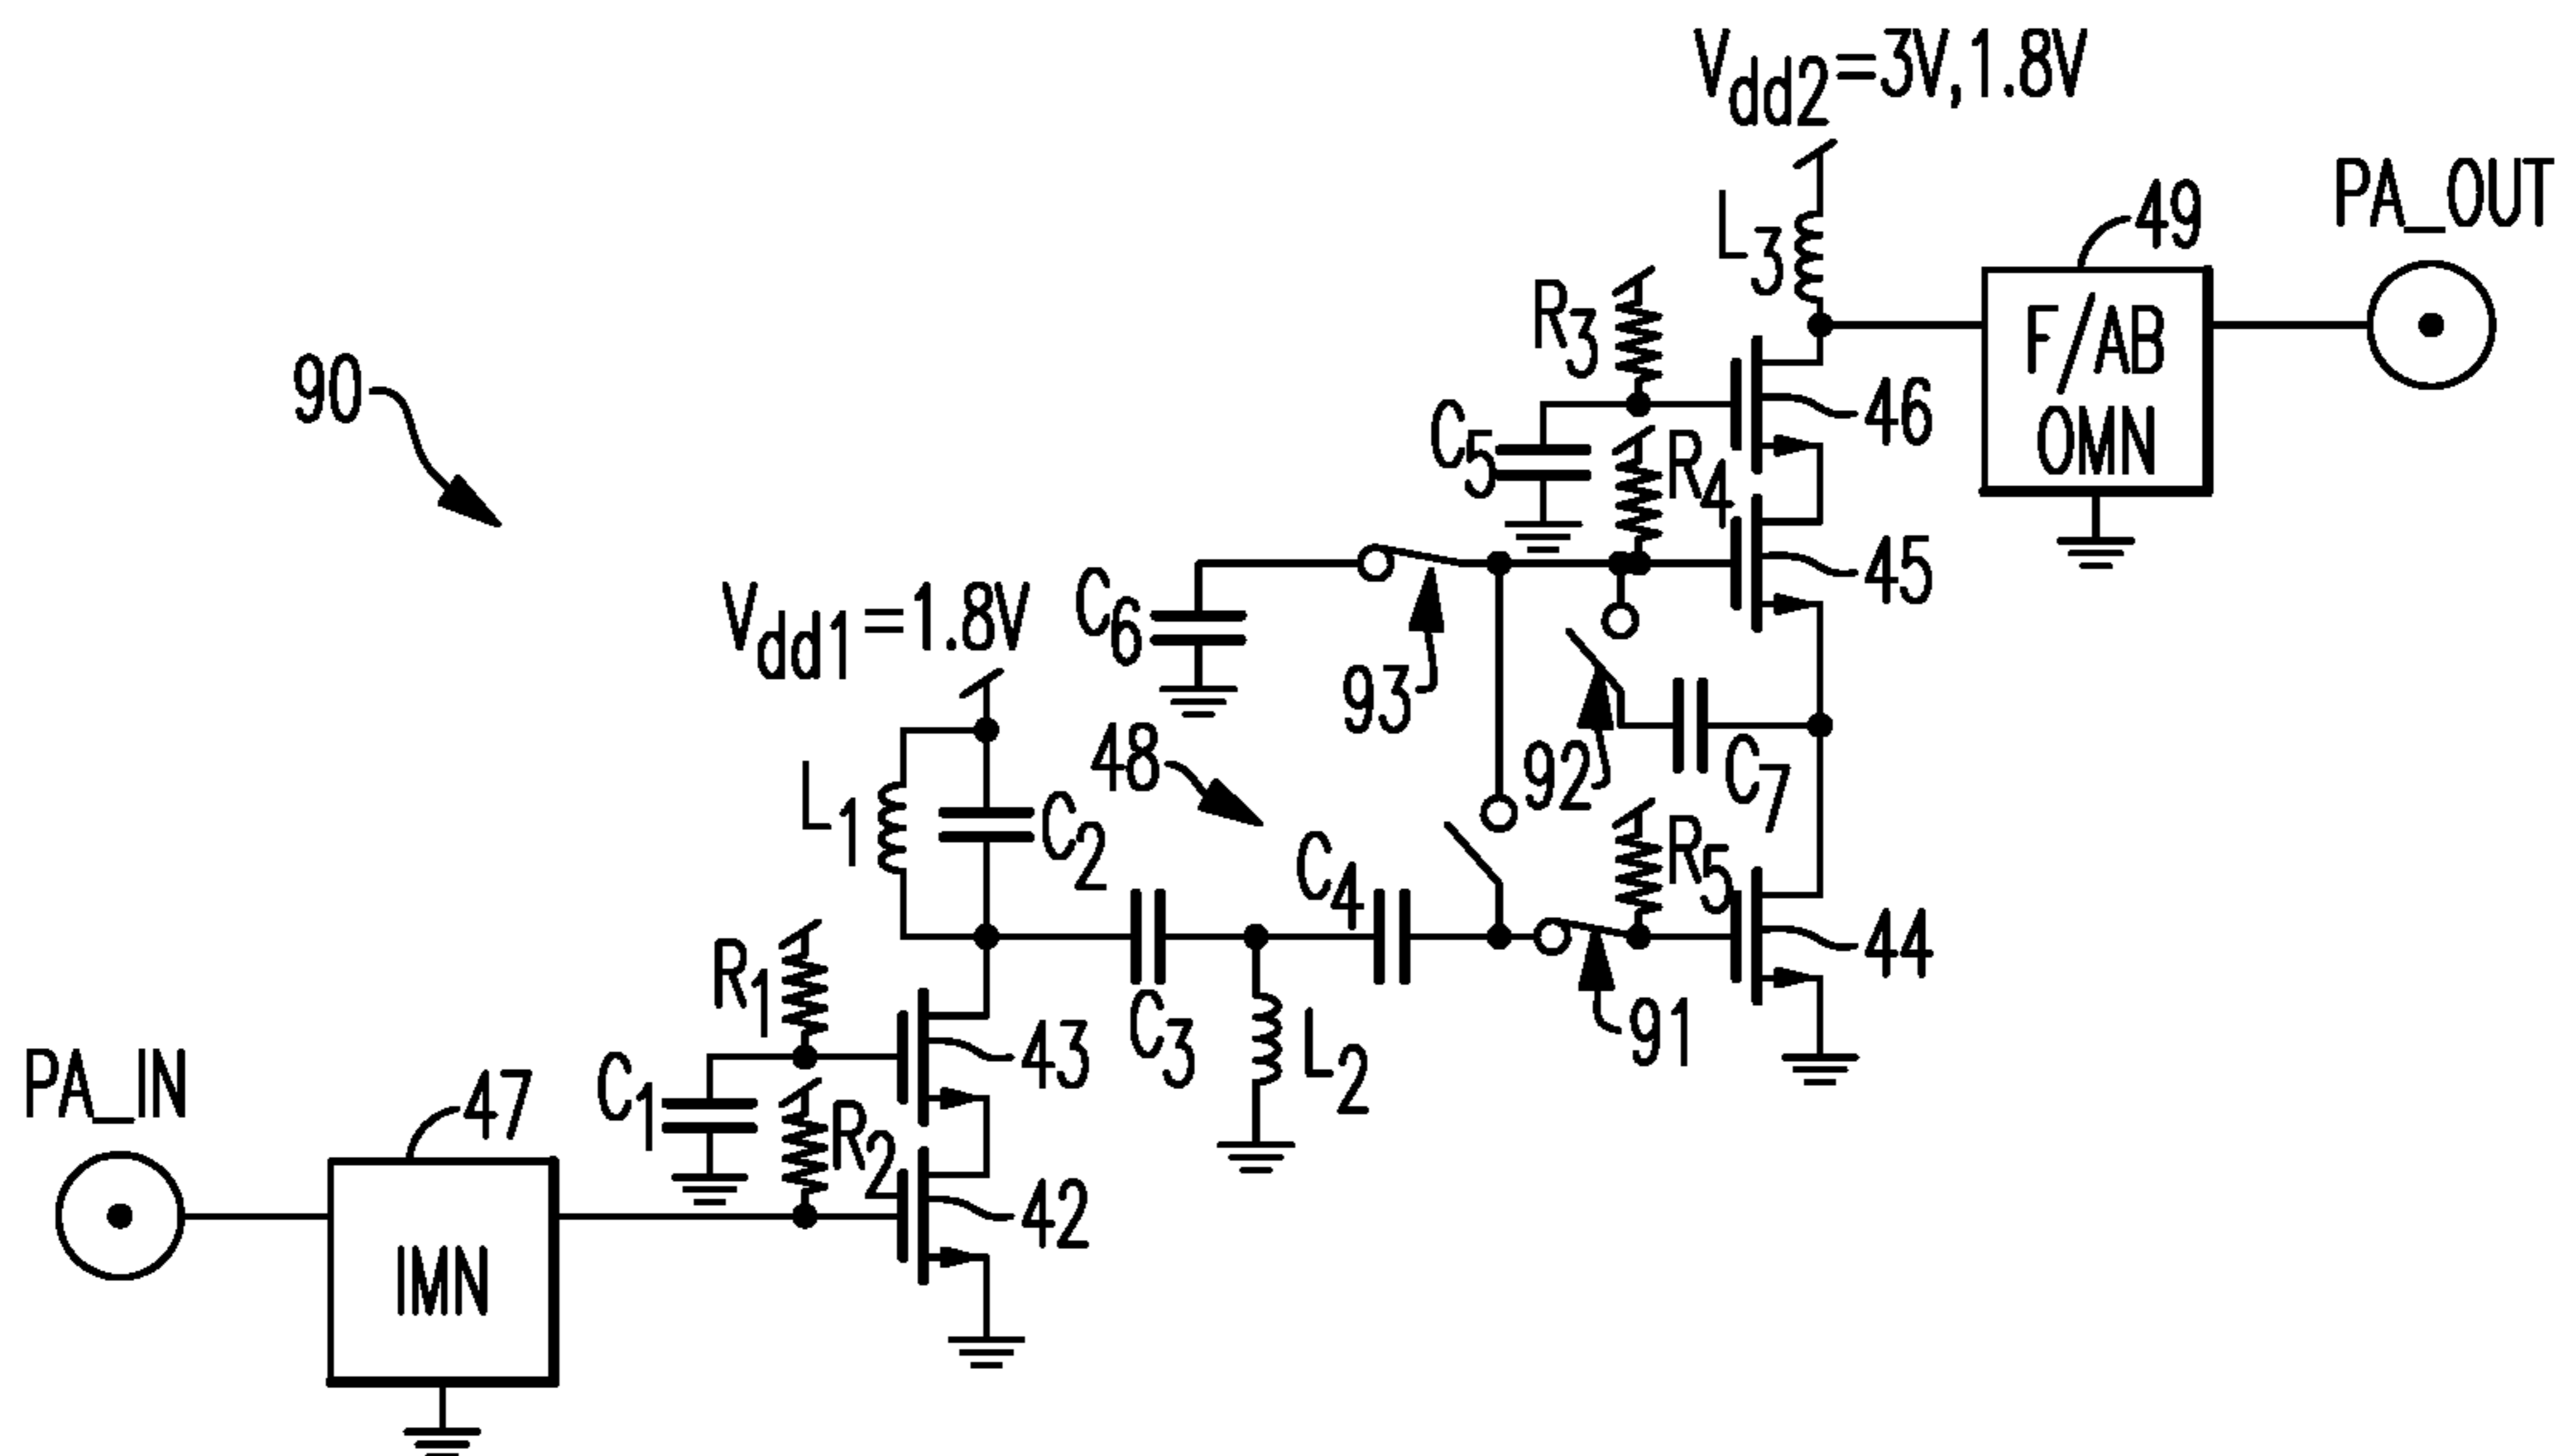 Vdd2=3V,1.8V
PA_OUT
49
L3
R3
F/AB
OMN
90
46
C5
R4
45
C6
Vdd1=1.8V
93
48
92
C7
L1
C2
C4
R5
44
R1
C3
91
43
L2
PA_IN
47
C1
R2
42
IMN